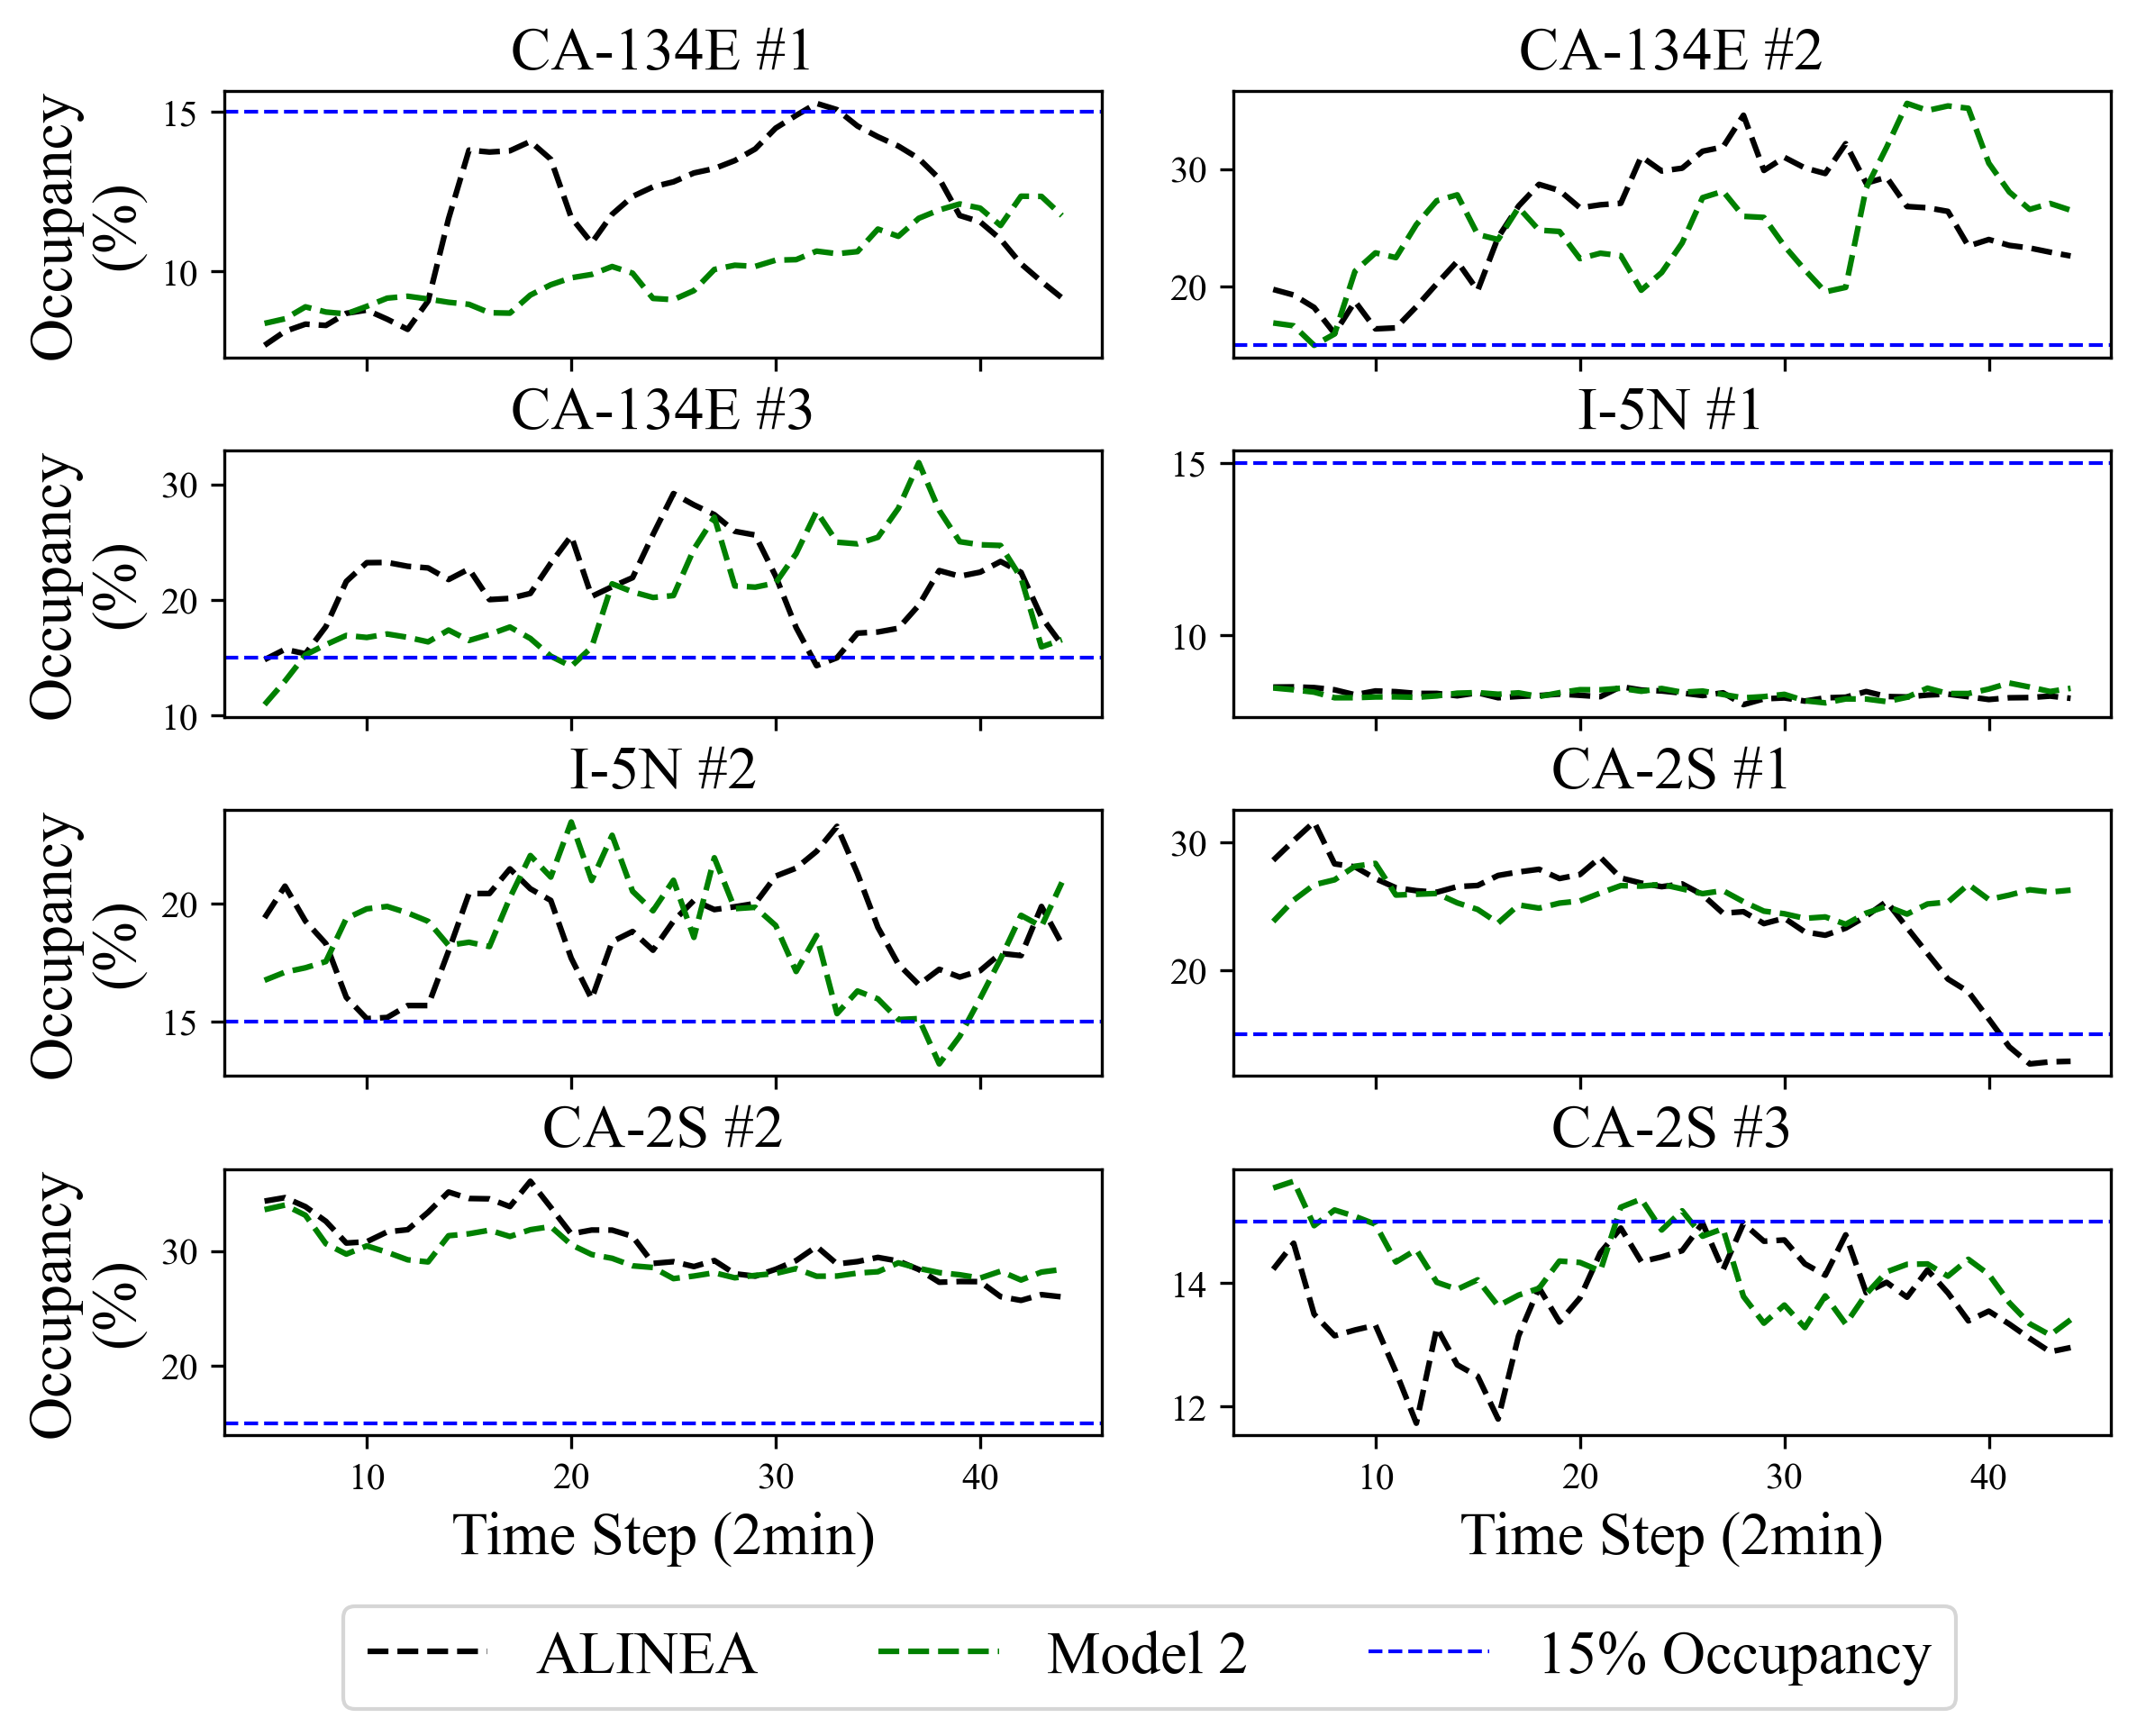 CA-134E #1
CA-134E #2
Occupancy
(%)
15
10
30
20
CA-134E #3
I-5N #1
Occupancy
(%)
30
20
10
15
10
I-5N #2
CA-2S #1
Occupancy
(%)
20
15
30
20
CA-2S #2
CA-2S #3
Occupancy
(%)
30
20
14
12
10 20 30 40
10 20 30 40
Time Step (2min)
Time Step (2min)
ALINEA Model 2 15% Occupancy